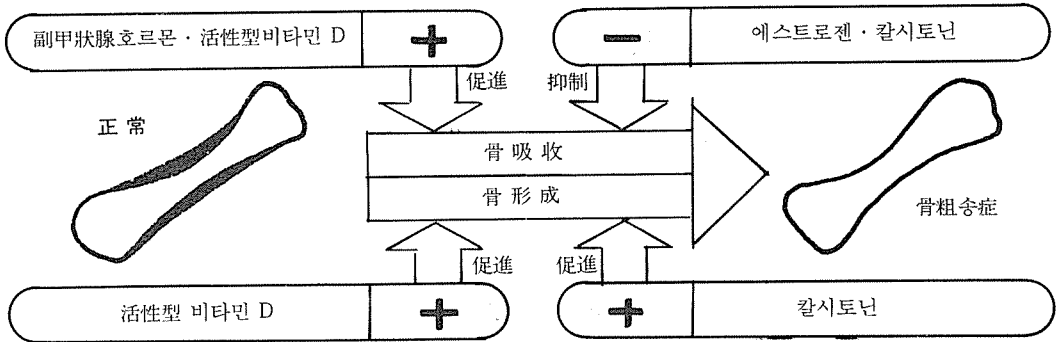 副甲狀腺호르몬 · 活性型비타민 D
+
−
에스트로젠 · 칼시토닌
促進
抑制
正常
骨吸收
骨形成
骨粗송症
促進
促進
活性型 비타민 D
+
+
칼시토닌